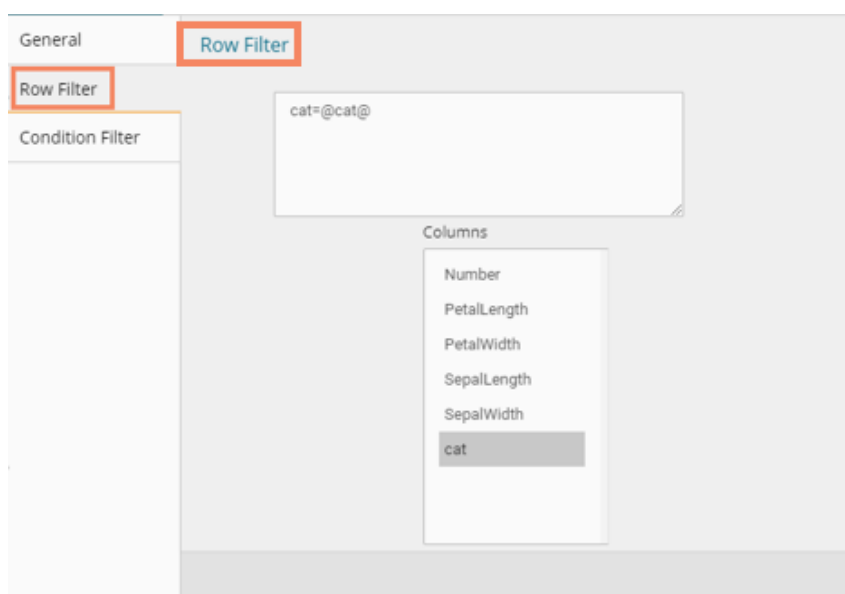 General
Row Filter
Condition Filter
Row Filter
cat=@cat@
Columns
Number
PetalLength
PetalWidth
SepalLength
SepalWidth
cat